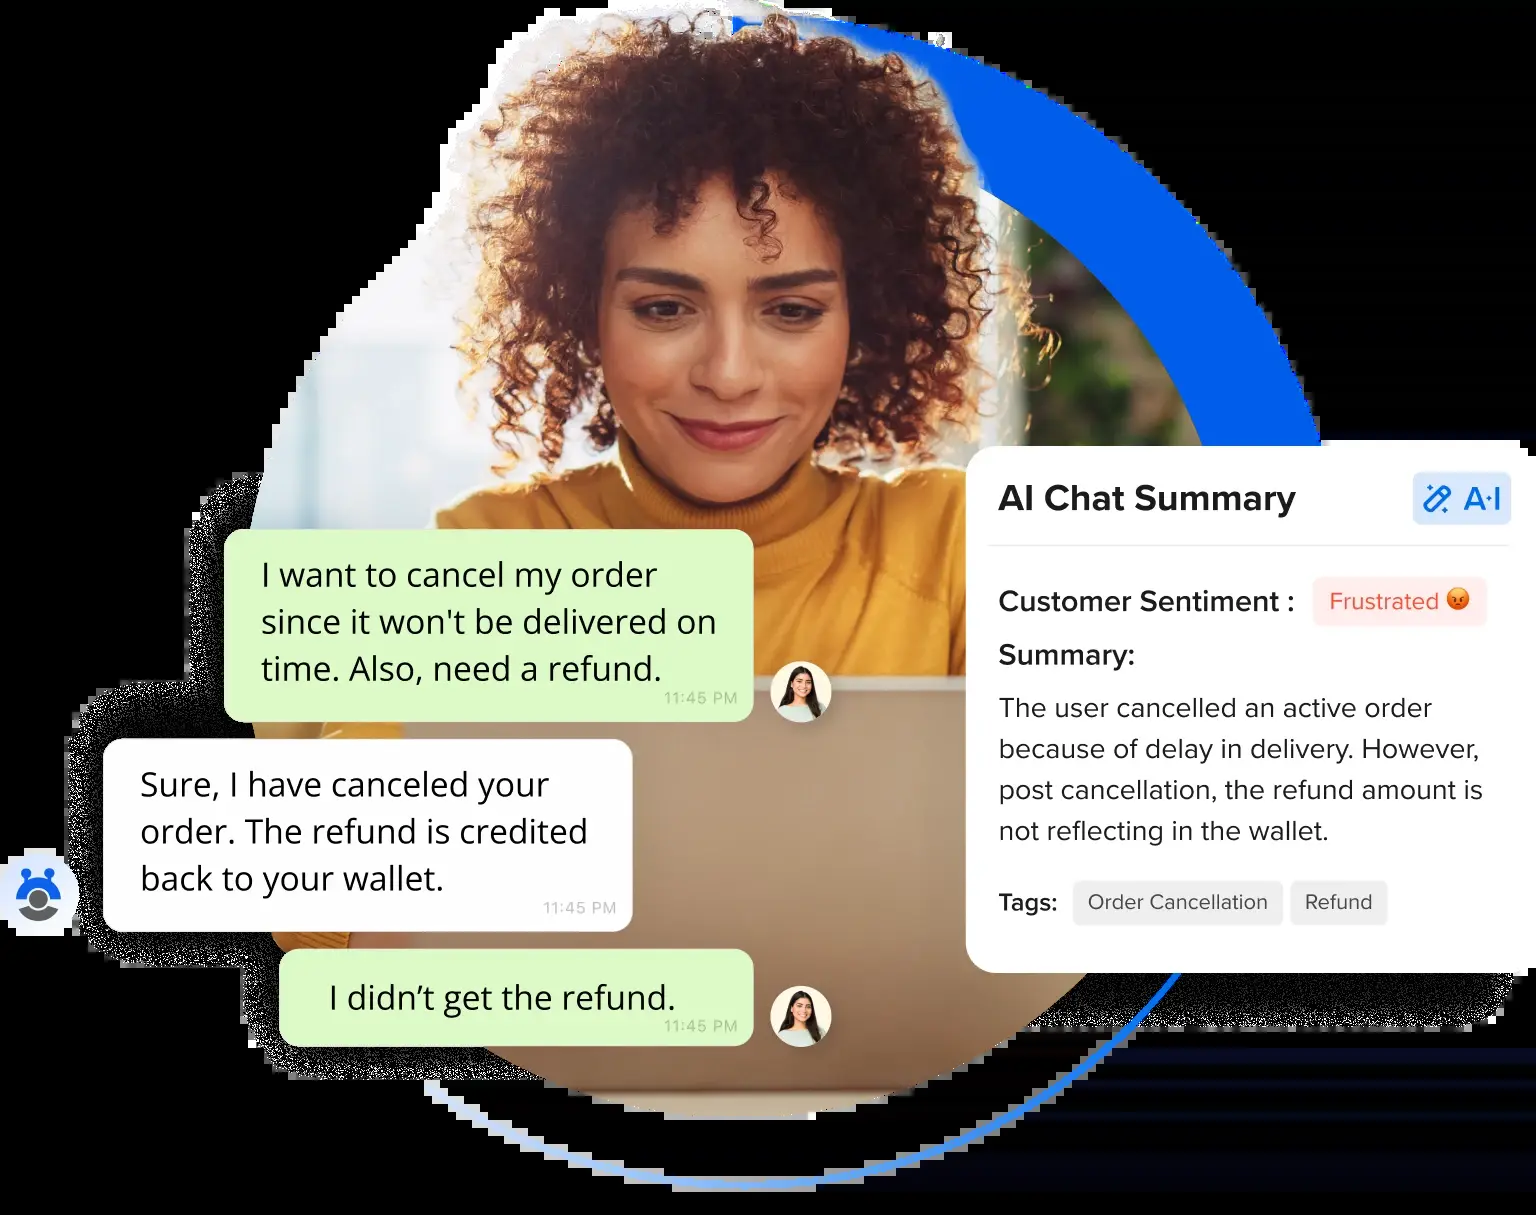 I want to cancel my order
since it won't be delivered on
time. Also, need a refund.
11:45 PM
Sure, I have canceled your
order. The refund is credited
back to your wallet.
11:45 PM
I didn’t get the refund.
11:45 PM
AI Chat Summary
A·I
Customer Sentiment : Frustrated 😡
Summary:
The user cancelled an active order
because of delay in delivery. However,
post cancellation, the refund amount is
not reflecting in the wallet.
Tags: Order Cancellation Refund